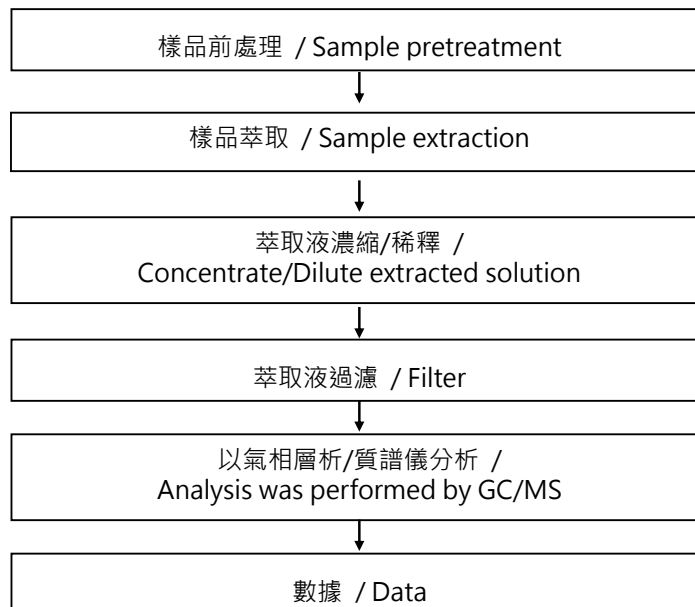 樣品前處理 / Sample pretreatment
樣品萃取 / Sample extraction
萃取液濃縮/稀釋 /
Concentrate/Dilute extracted solution
萃取液過濾 / Filter
以氣相層析/質譜儀分析 /
Analysis was performed by GC/MS
數據 / Data